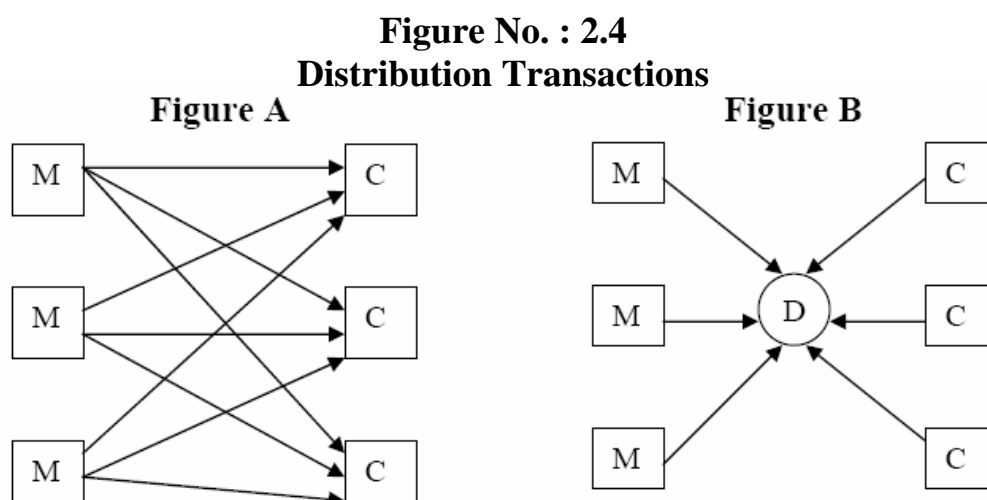 Figure No. : 2.4
Distribution Transactions
Figure A
Figure B
M C M C
M C M D C
M C M C